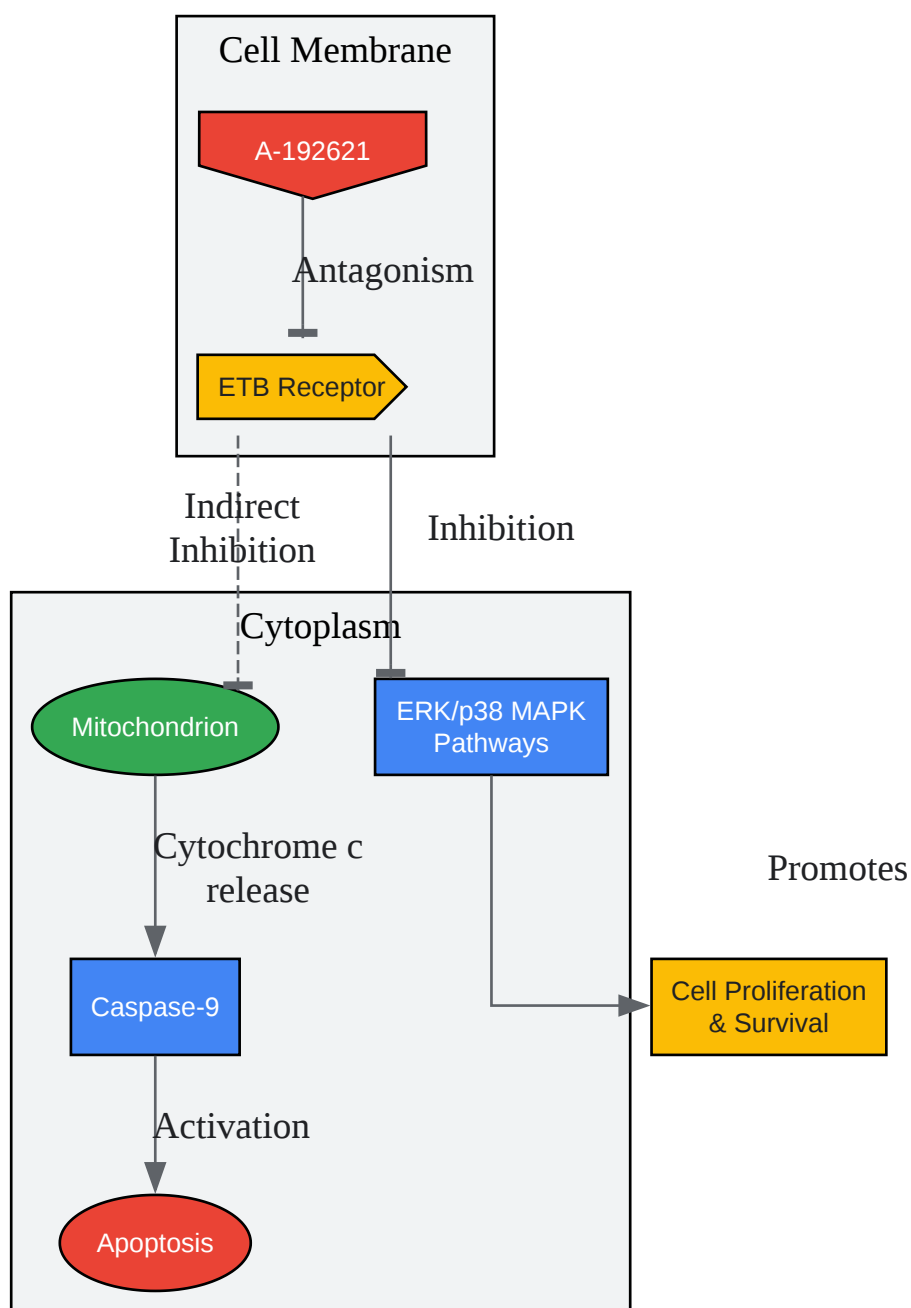 Cell Membrane
A-192621
Antagonism
ETB Receptor
Indirect
Inhibition
Inhibition
Cytoplasm
Mitochondrion
ERK/p38 MAPK
Pathways
Cytochrome c
release
Promotes
Caspase-9
Cell Proliferation
& Survival
Activation
Apoptosis